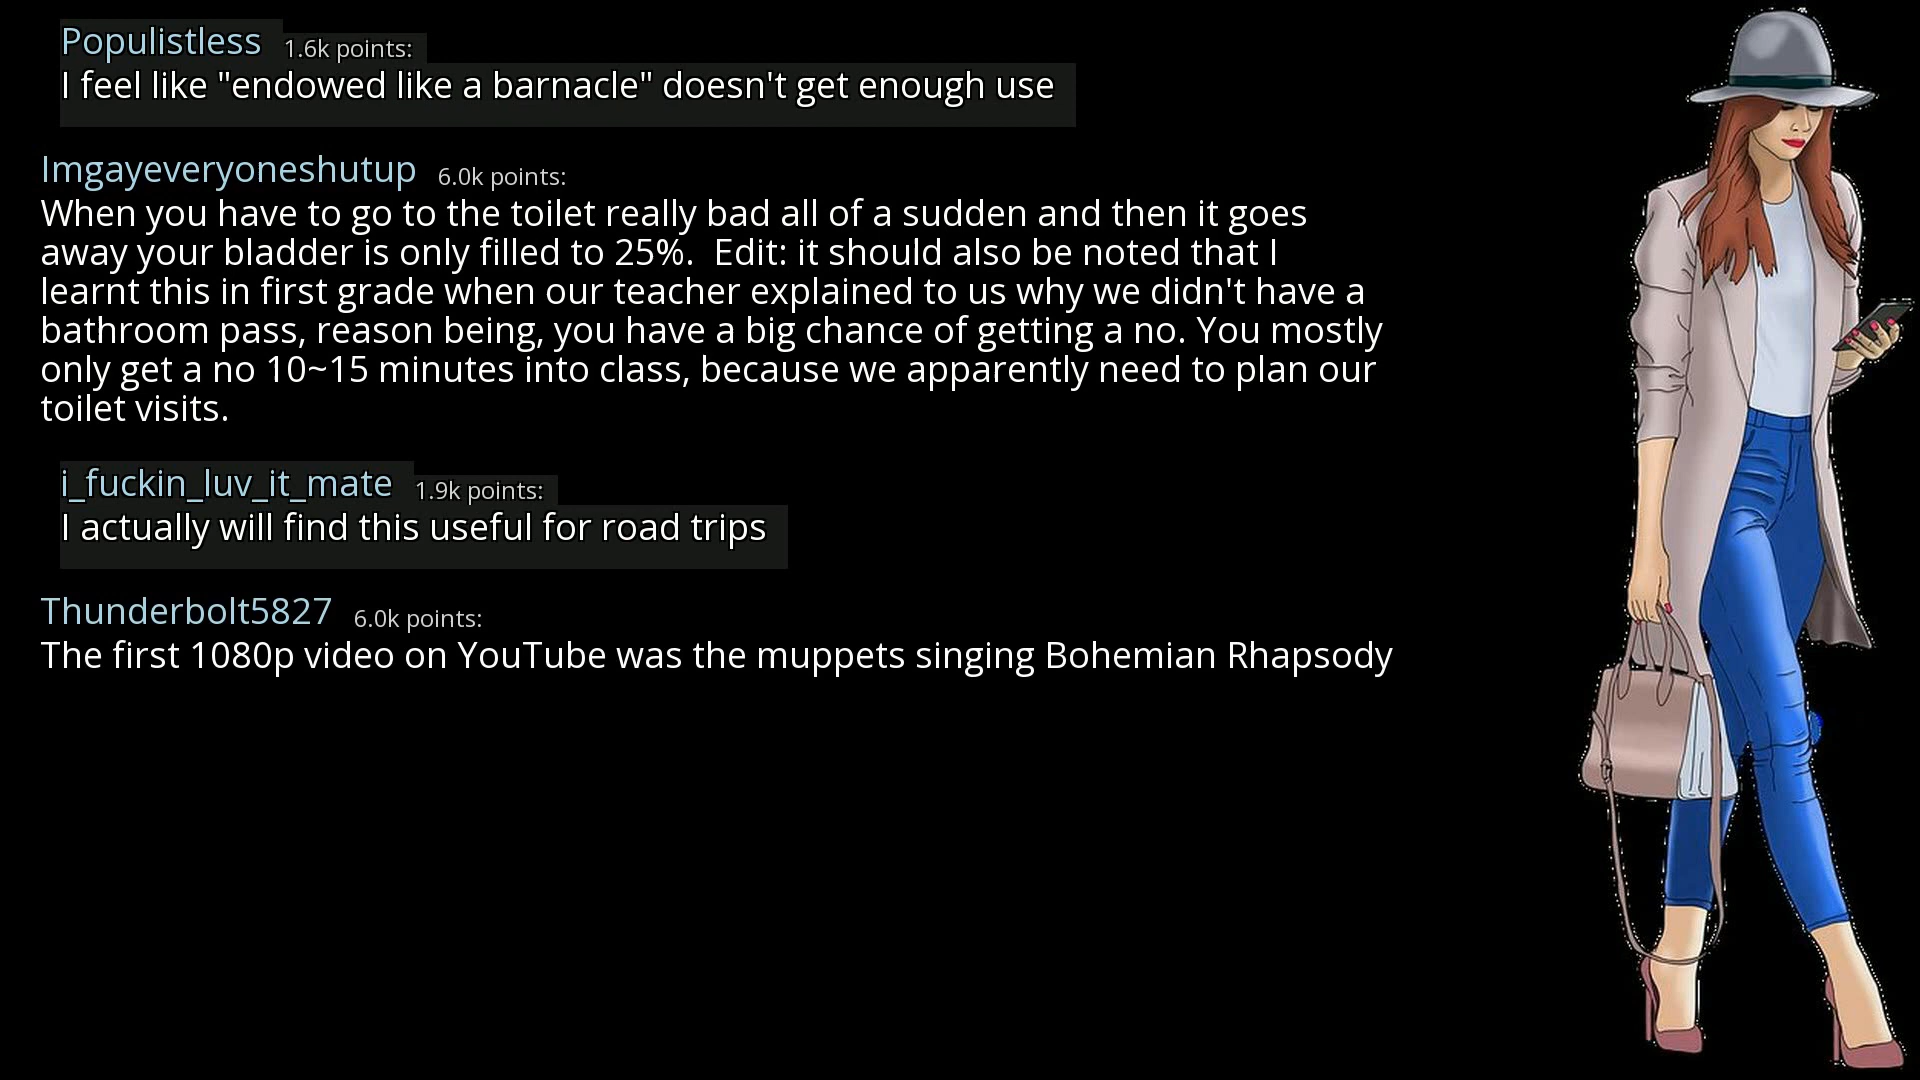 Populistless 1.6k points:
I feel like "endowed like a barnacle" doesn't get enough use
Imgayeveryoneshutup 6.0k points:
When you have to go to the toilet really bad all of a sudden and then it goes
away your bladder is only filled to 25%.  Edit: it should also be noted that I
learnt this in first grade when our teacher explained to us why we didn't have a
bathroom pass, reason being, you have a big chance of getting a no. You mostly
only get a no 10~15 minutes into class, because we apparently need to plan our
toilet visits.
i_fuckin_luv_it_mate 1.9k points:
I actually will find this useful for road trips
Thunderbolt5827 6.0k points:
The first 1080p video on YouTube was the muppets singing Bohemian Rhapsody